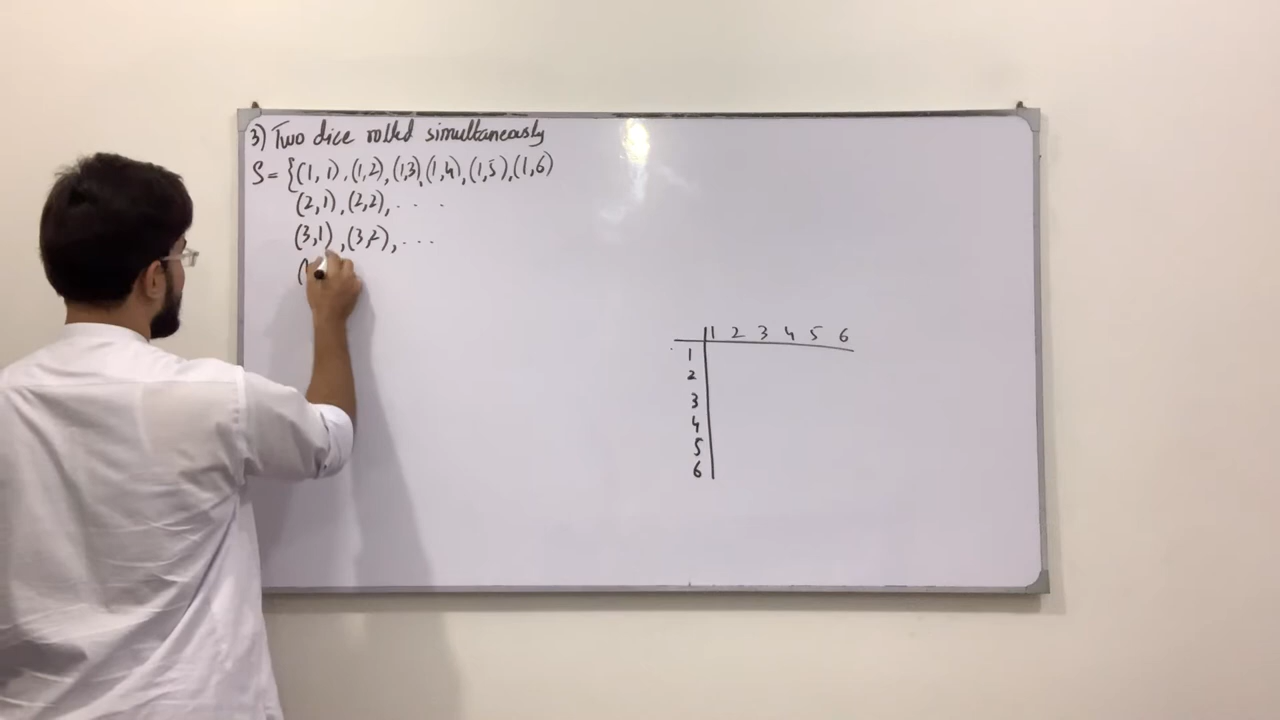 3) Two dice rolled simultaneously
S = {(1, 1), (1, 2), (1,3), (1,4), (1,5), (1,6)
(2,1), (2,2), . . . .
(3,1), (3,2), . . .
(
1 2 3 4 5 6
1
2
3
4
5
6